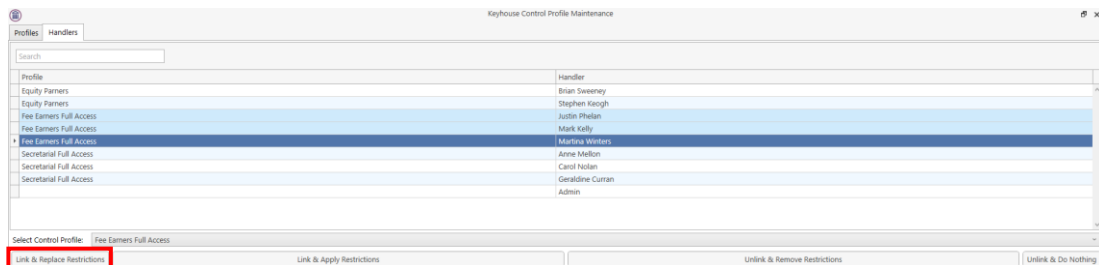 Keyhouse Control Profile Maintenance
Profiles Handlers
Search
Profile Handler
Equity Parners Brian Sweeney
Equity Parners Stephen Keogh
Fee Earners Full Access Justin Phelan
Fee Earners Full Access Mark Kelly
Fee Earners Full Access Martina Winters
Secretarial Full Access Anne Mellon
Secretarial Full Access Carol Nolan
Secretarial Full Access Geraldine Curran
Admin
Select Control Profile: Fee Earners Full Access
Link & Replace Restrictions Link & Apply Restrictions Unlink & Remove Restrictions Unlink & Do Nothing